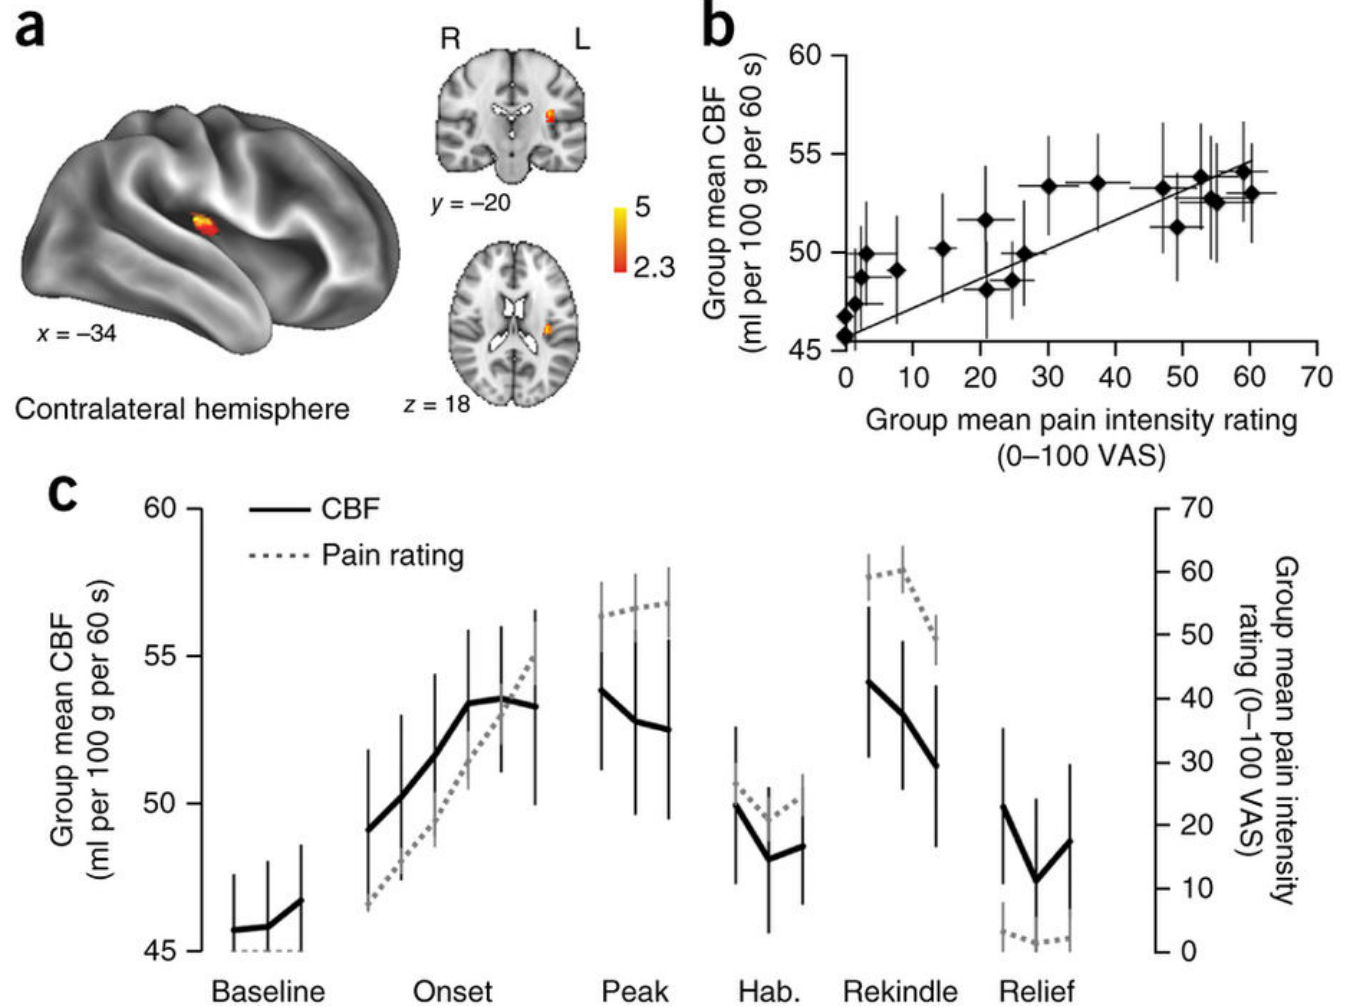 a
R L
y = –20
5
2.3
x = –34
z = 18
Contralateral hemisphere
b
Group mean CBF
(ml per 100 g per 60 s)
60
55
50
45
0 10 20 30 40 50 60 70
Group mean pain intensity rating
(0–100 VAS)
c
CBF
Pain rating
Group mean CBF
(ml per 100 g per 60 s)
60
55
50
45
70
60
50
40
30
20
10
0
Group mean pain intensity
rating (0–100 VAS)
Baseline Onset Peak Hab. Rekindle Relief